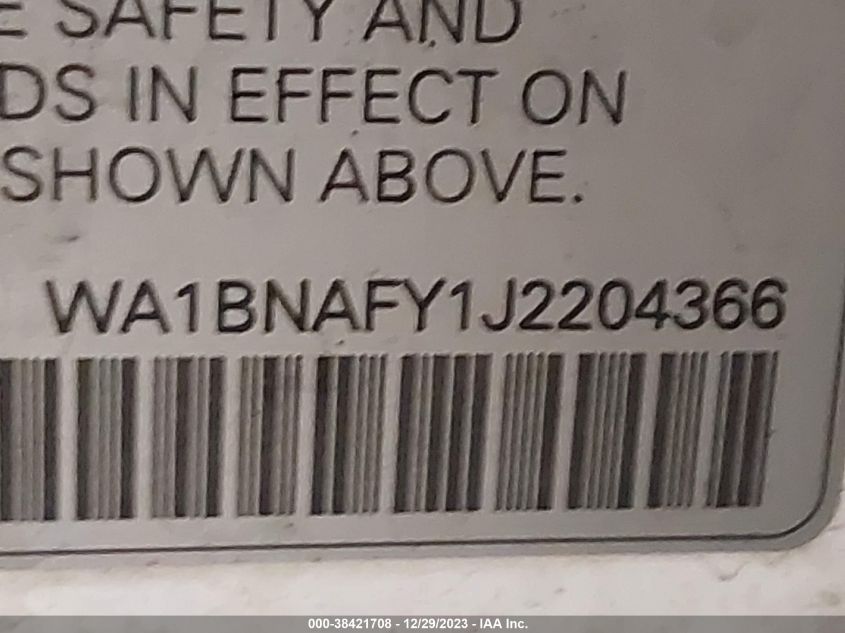 E SAFETY AND
DS IN EFFECT ON
SHOWN ABOVE.
WA1BNAFY1J2204366
000-38421708 - 12/29/2023 - IAA Inc.